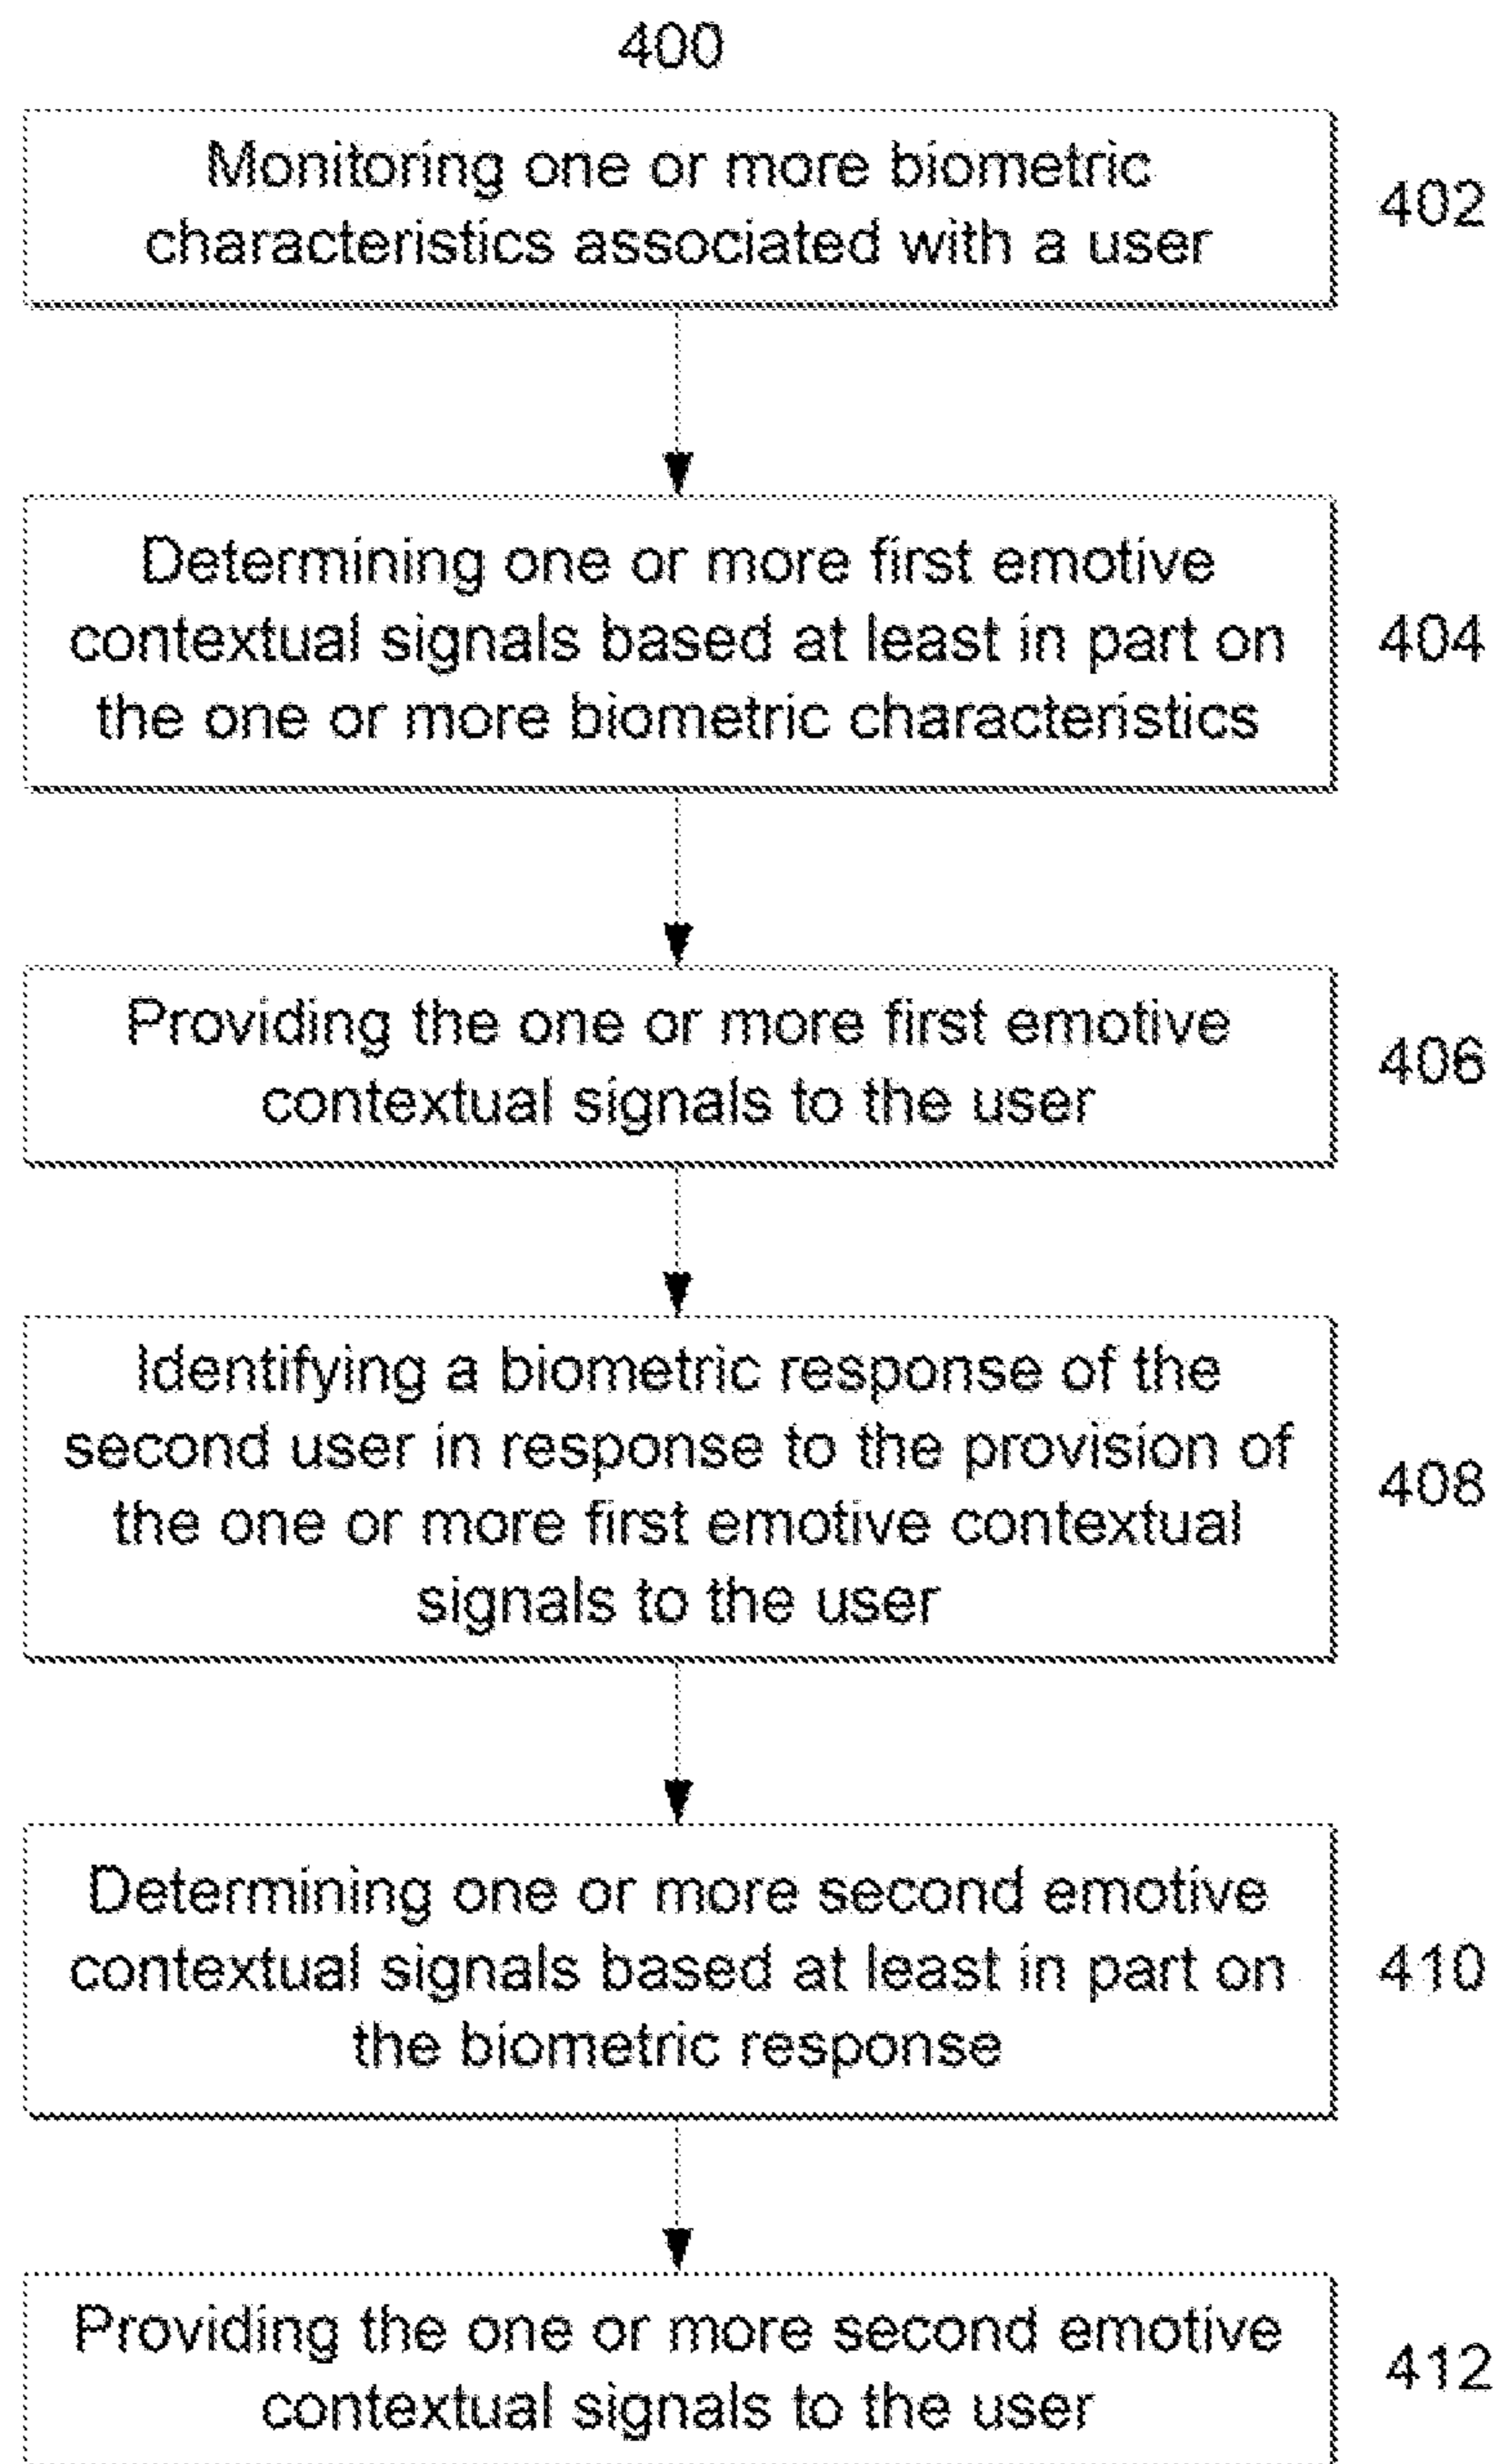 400
Monitoring one or more biometric
characteristics associated with a user
402
Determining one or more first emotive
contextual signals based at least in part on
the one or more biometric characteristics
404
Providing the one or more first emotive
contextual signals to the user
406
Identifying a biometric response of the
second user in response to the provision of
the one or more first emotive contextual
signals to the user
408
Determining one or more second emotive
contextual signals based at least in part on
the biometric response
410
Providing the one or more second emotive
contextual signals to the user
412